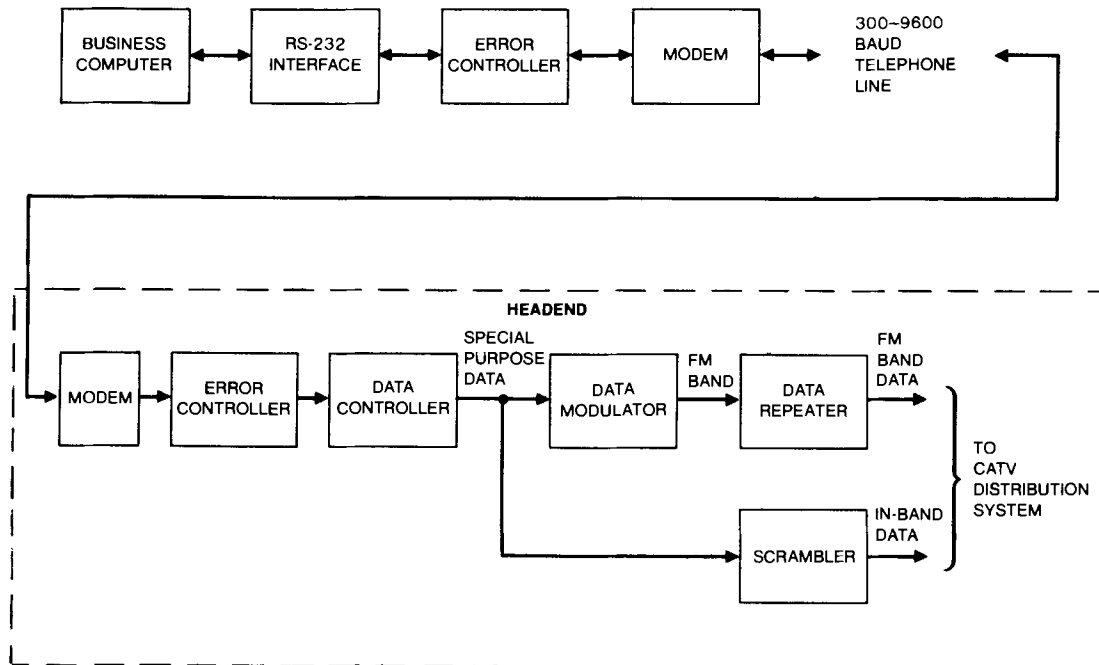 BUSINESS
COMPUTER
RS-232
INTERFACE
ERROR
CONTROLLER
MODEM
300~9600
BAUD
TELEPHONE
LINE
HEADEND
MODEM
ERROR
CONTROLLER
DATA
CONTROLLER
SPECIAL
PURPOSE
DATA
DATA
MODULATOR
FM
BAND
DATA
REPEATER
FM
BAND
DATA
SCRAMBLER
IN-BAND
DATA
TO
CATV
DISTRIBUTION
SYSTEM